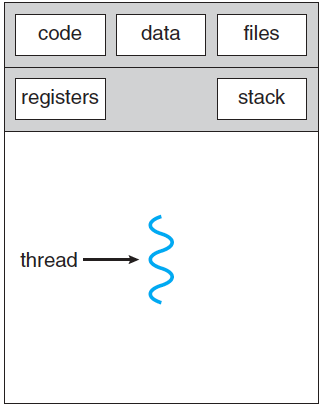 code data files
registers stack
thread